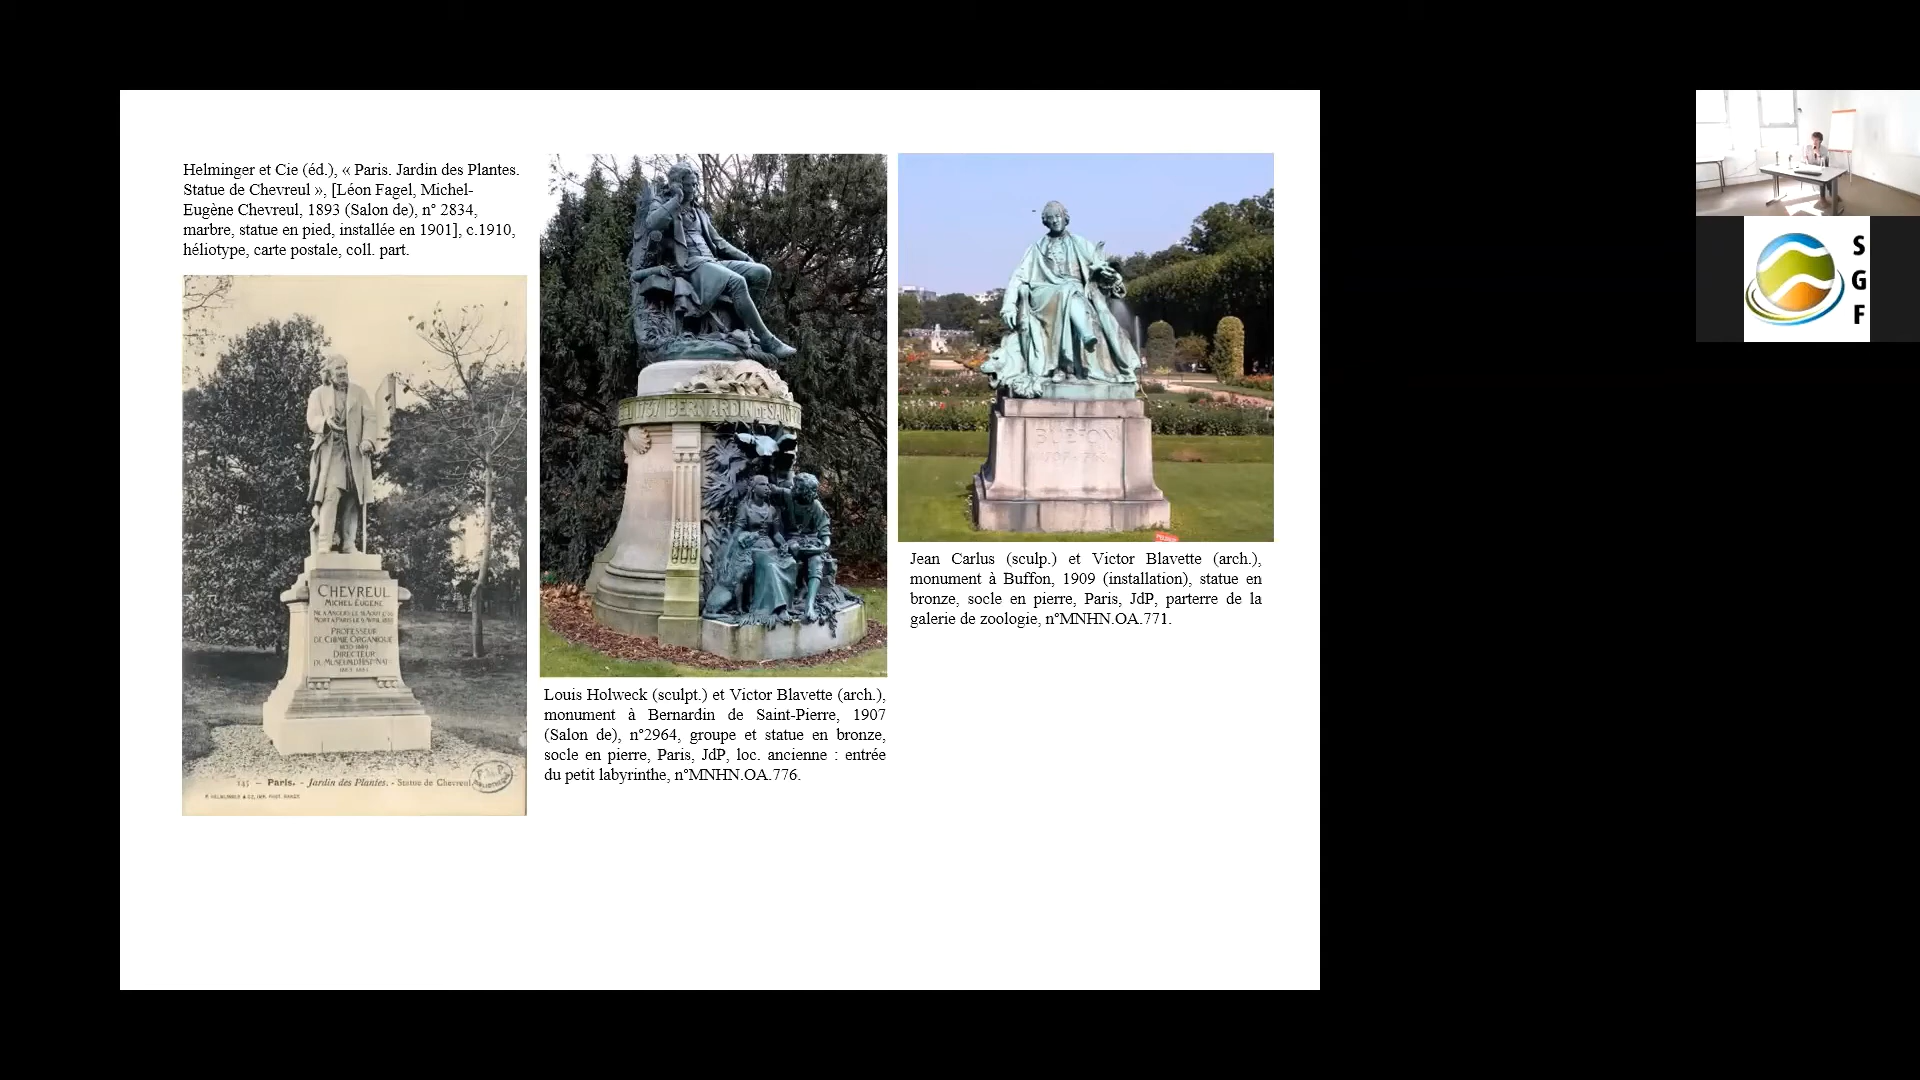 Helminger et Cie (éd.), « Paris. Jardin des Plantes.
Statue de Chevreul », [Léon Fagel, Michel-
Eugène Chevreul, 1893 (Salon de), n° 2834,
marbre, statue en pied, installée en 1901], c.1910,
héliotype, carte postale, coll. part.
CHEVREUL
MICHEL EUGENE
PROFESSEUR
DE CHIMIE ORGANIQUE
DIRECTEUR
Paris. - Jardin des Plantes. - Statue de Chevreul
1737 BERNARDIN DE SAINT
Louis Holweck (sculpt.) et Victor Blavette (arch.),
monument à Bernardin de Saint-Pierre, 1907
(Salon de), n°2964, groupe et statue en bronze,
socle en pierre, Paris, JdP, loc. ancienne : entrée
du petit labyrinthe, n°MNHN.OA.776.
BUFFON
Jean Carlus (sculp.) et Victor Blavette (arch.),
monument à Buffon, 1909 (installation), statue en
bronze, socle en pierre, Paris, JdP, parterre de la
galerie de zoologie, n°MNHN.OA.771.
S
G
F